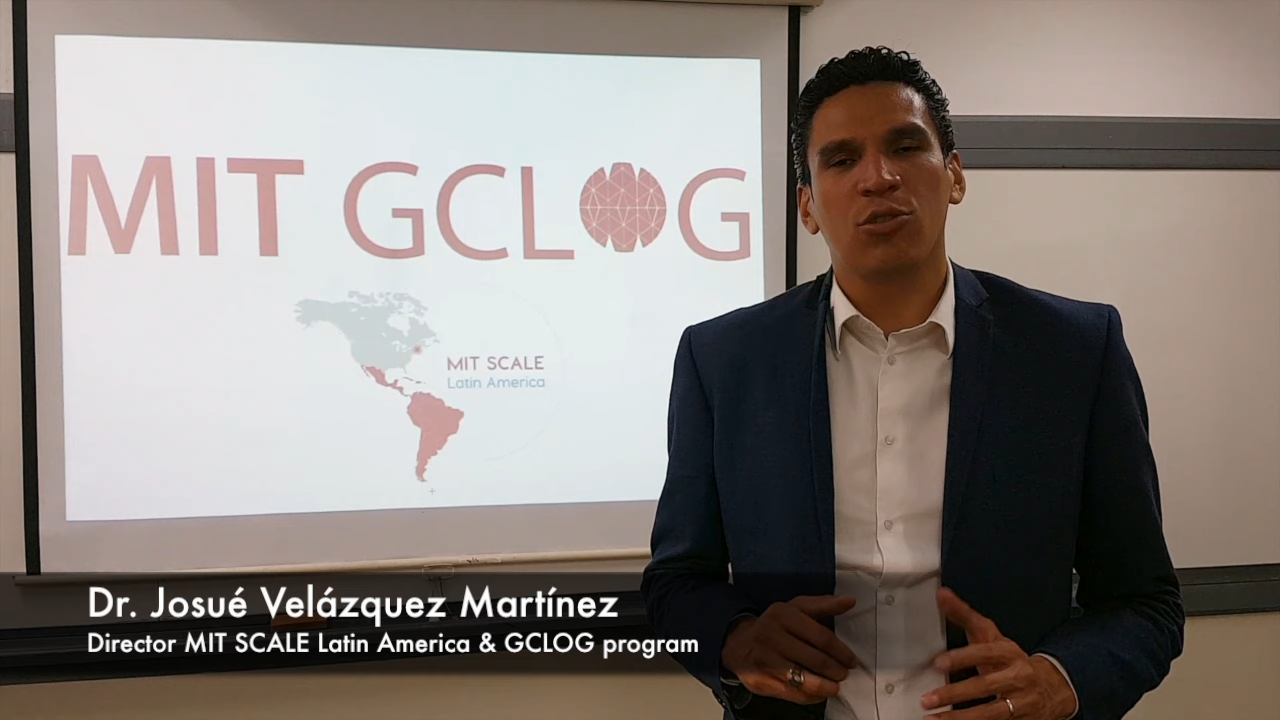 MIT GCLOG
MIT SCALE
Latin America
Dr. Josué Velázquez Martínez
Director MIT SCALE Latin America & GCLOG program